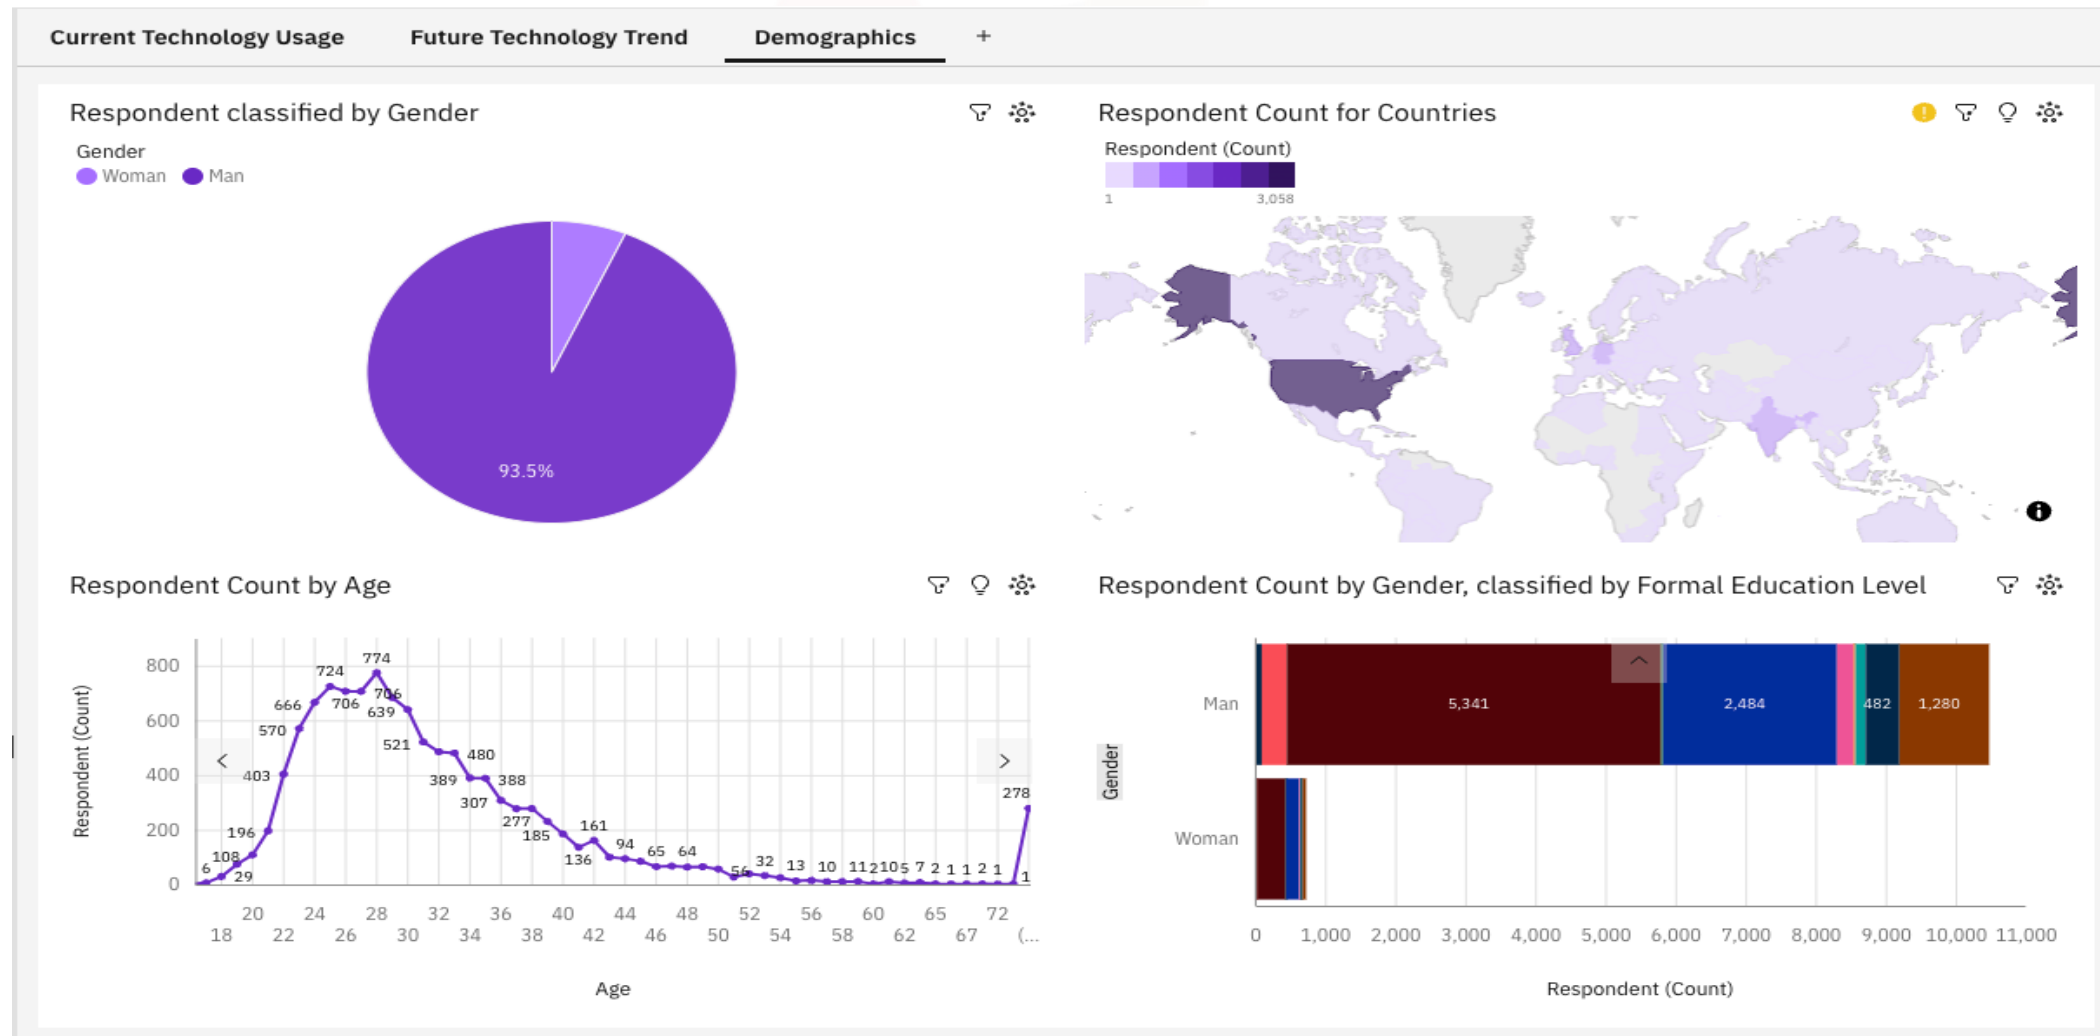 Current Technology Usage Future Technology Trend Demographics +
Respondent classified by Gender
Gender
Woman Man
93.5%
Respondent Count for Countries
Respondent (Count)
1 3,058
Respondent Count by Age
Respondent (Count)
800
600
400
200
0
6
29
108
196
403
570
666
724
706
774
706
639
521
480
389
388
307
277
185
136
161
94
65
64
56
32
13
10
11
2
10
5
7
2
1
1
2
1
1
278
20 24 28 32 36 40 44 48 52 56 60 65 72
18 22 26 30 34 38 42 46 50 54 58 62 67 (...
Age
Respondent Count by Gender, classified by Formal Education Level
Gender
Man
5,341 2,484 482 1,280
Woman
0 1,000 2,000 3,000 4,000 5,000 6,000 7,000 8,000 9,000 10,000 11,000
Respondent (Count)